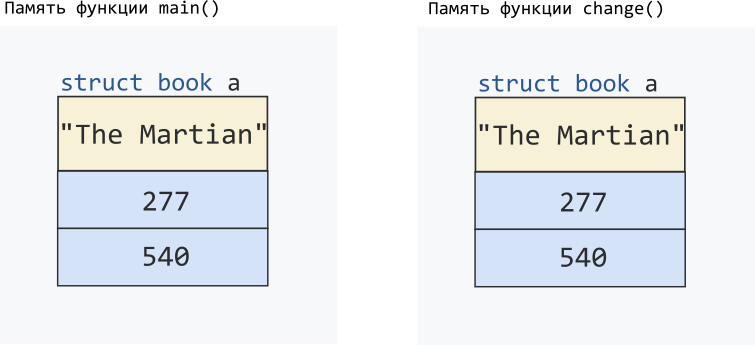 Память функции main()
struct book a
"The Martian"
277
540
Память функции change()
struct book a
"The Martian"
277
540